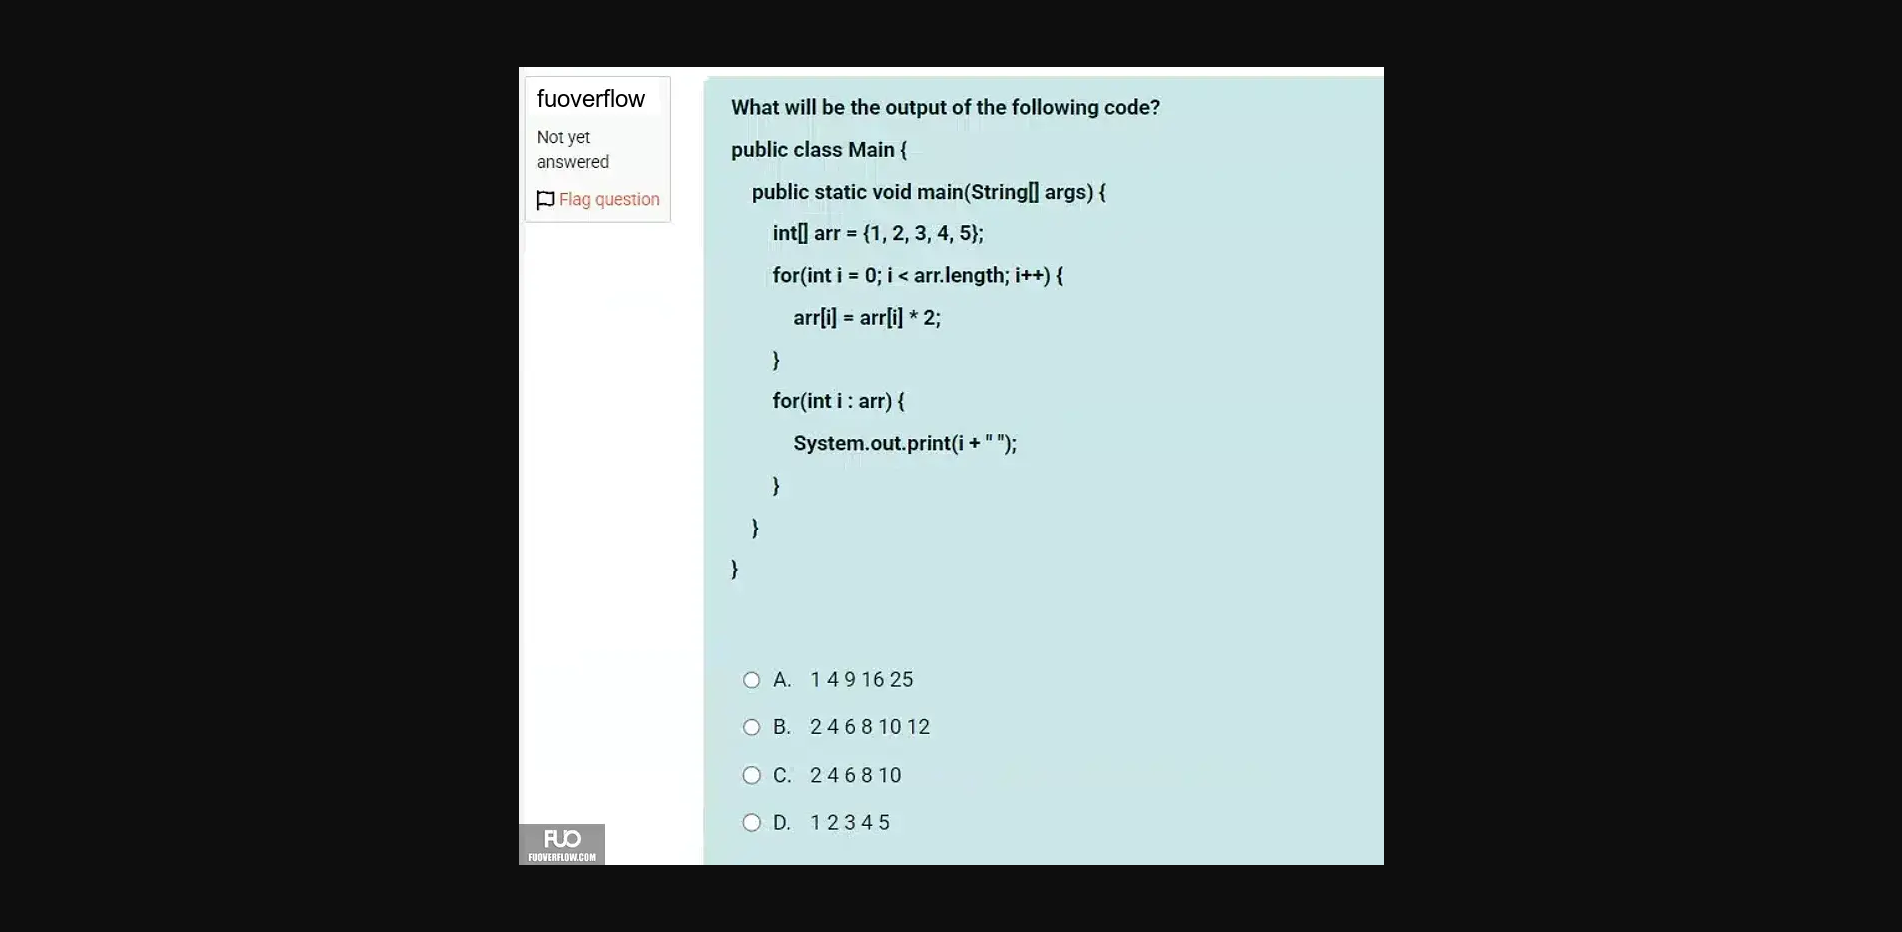 fuoverflow
Not yet
answered
Flag question
What will be the output of the following code?
public class Main {
public static void main(String[] args) {
int[] arr = {1, 2, 3, 4, 5};
for(int i = 0; i < arr.length; i++) {
arr[i] = arr[i] * 2;
}
for(int i : arr) {
System.out.print(i + " ");
}
}
}
A. 1 4 9 16 25
B. 2 4 6 8 10 12
C. 2 4 6 8 10
D. 1 2 3 4 5
FUO
FUOVERFLOW.COM